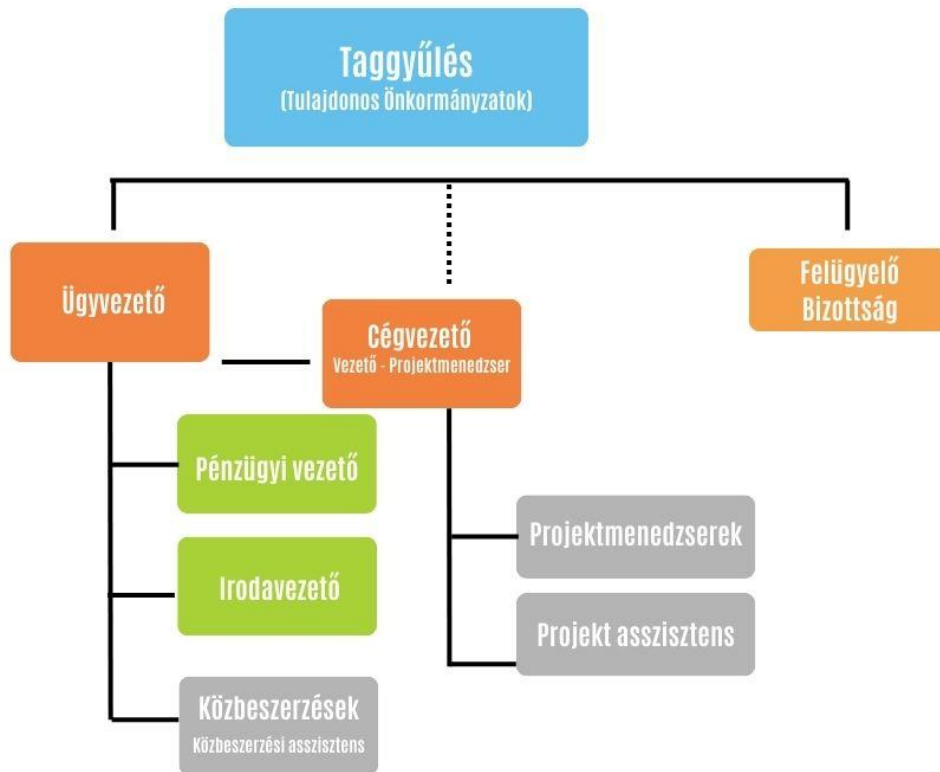 Taggyűlés
(Tulajdonos Önkormányzatok)
Ügyvezető
Cégvezető
Vezető - Projektmenedzser
Felügyelő
Bizottság
Pénzügyi vezető
Irodavezető
Közbeszerzések
Közbeszerzési asszisztens
Projektmenedzserek
Projekt asszisztens